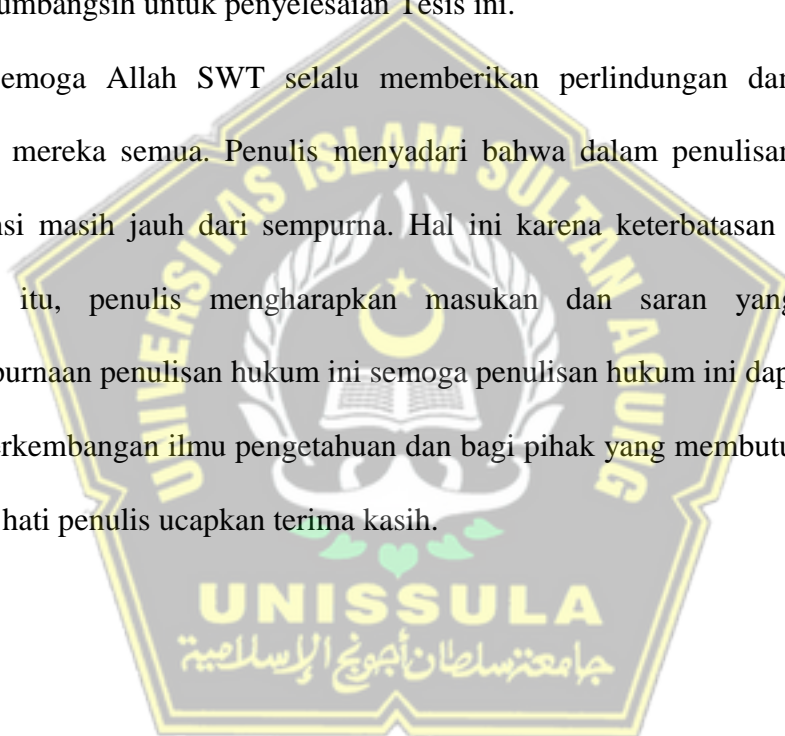 umbangsih untuk penyelesaian Tesis ini.
emoga Allah SWT selalu memberikan perlindungan dan
mereka semua. Penulis menyadari bahwa dalam penulisan
nsi masih jauh dari sempurna. Hal ini karena keterbatasan
itu, penulis mengharapkan masukan dan saran yang
purnaan penulisan hukum ini semoga penulisan hukum ini dap
erkembangan ilmu pengetahuan dan bagi pihak yang membutu
hati penulis ucapkan terima kasih.
UNIVERSITAS ISLAM SULTAN AGUNG
UNISSULA
جامعة سلطان أجونج الإسلامية